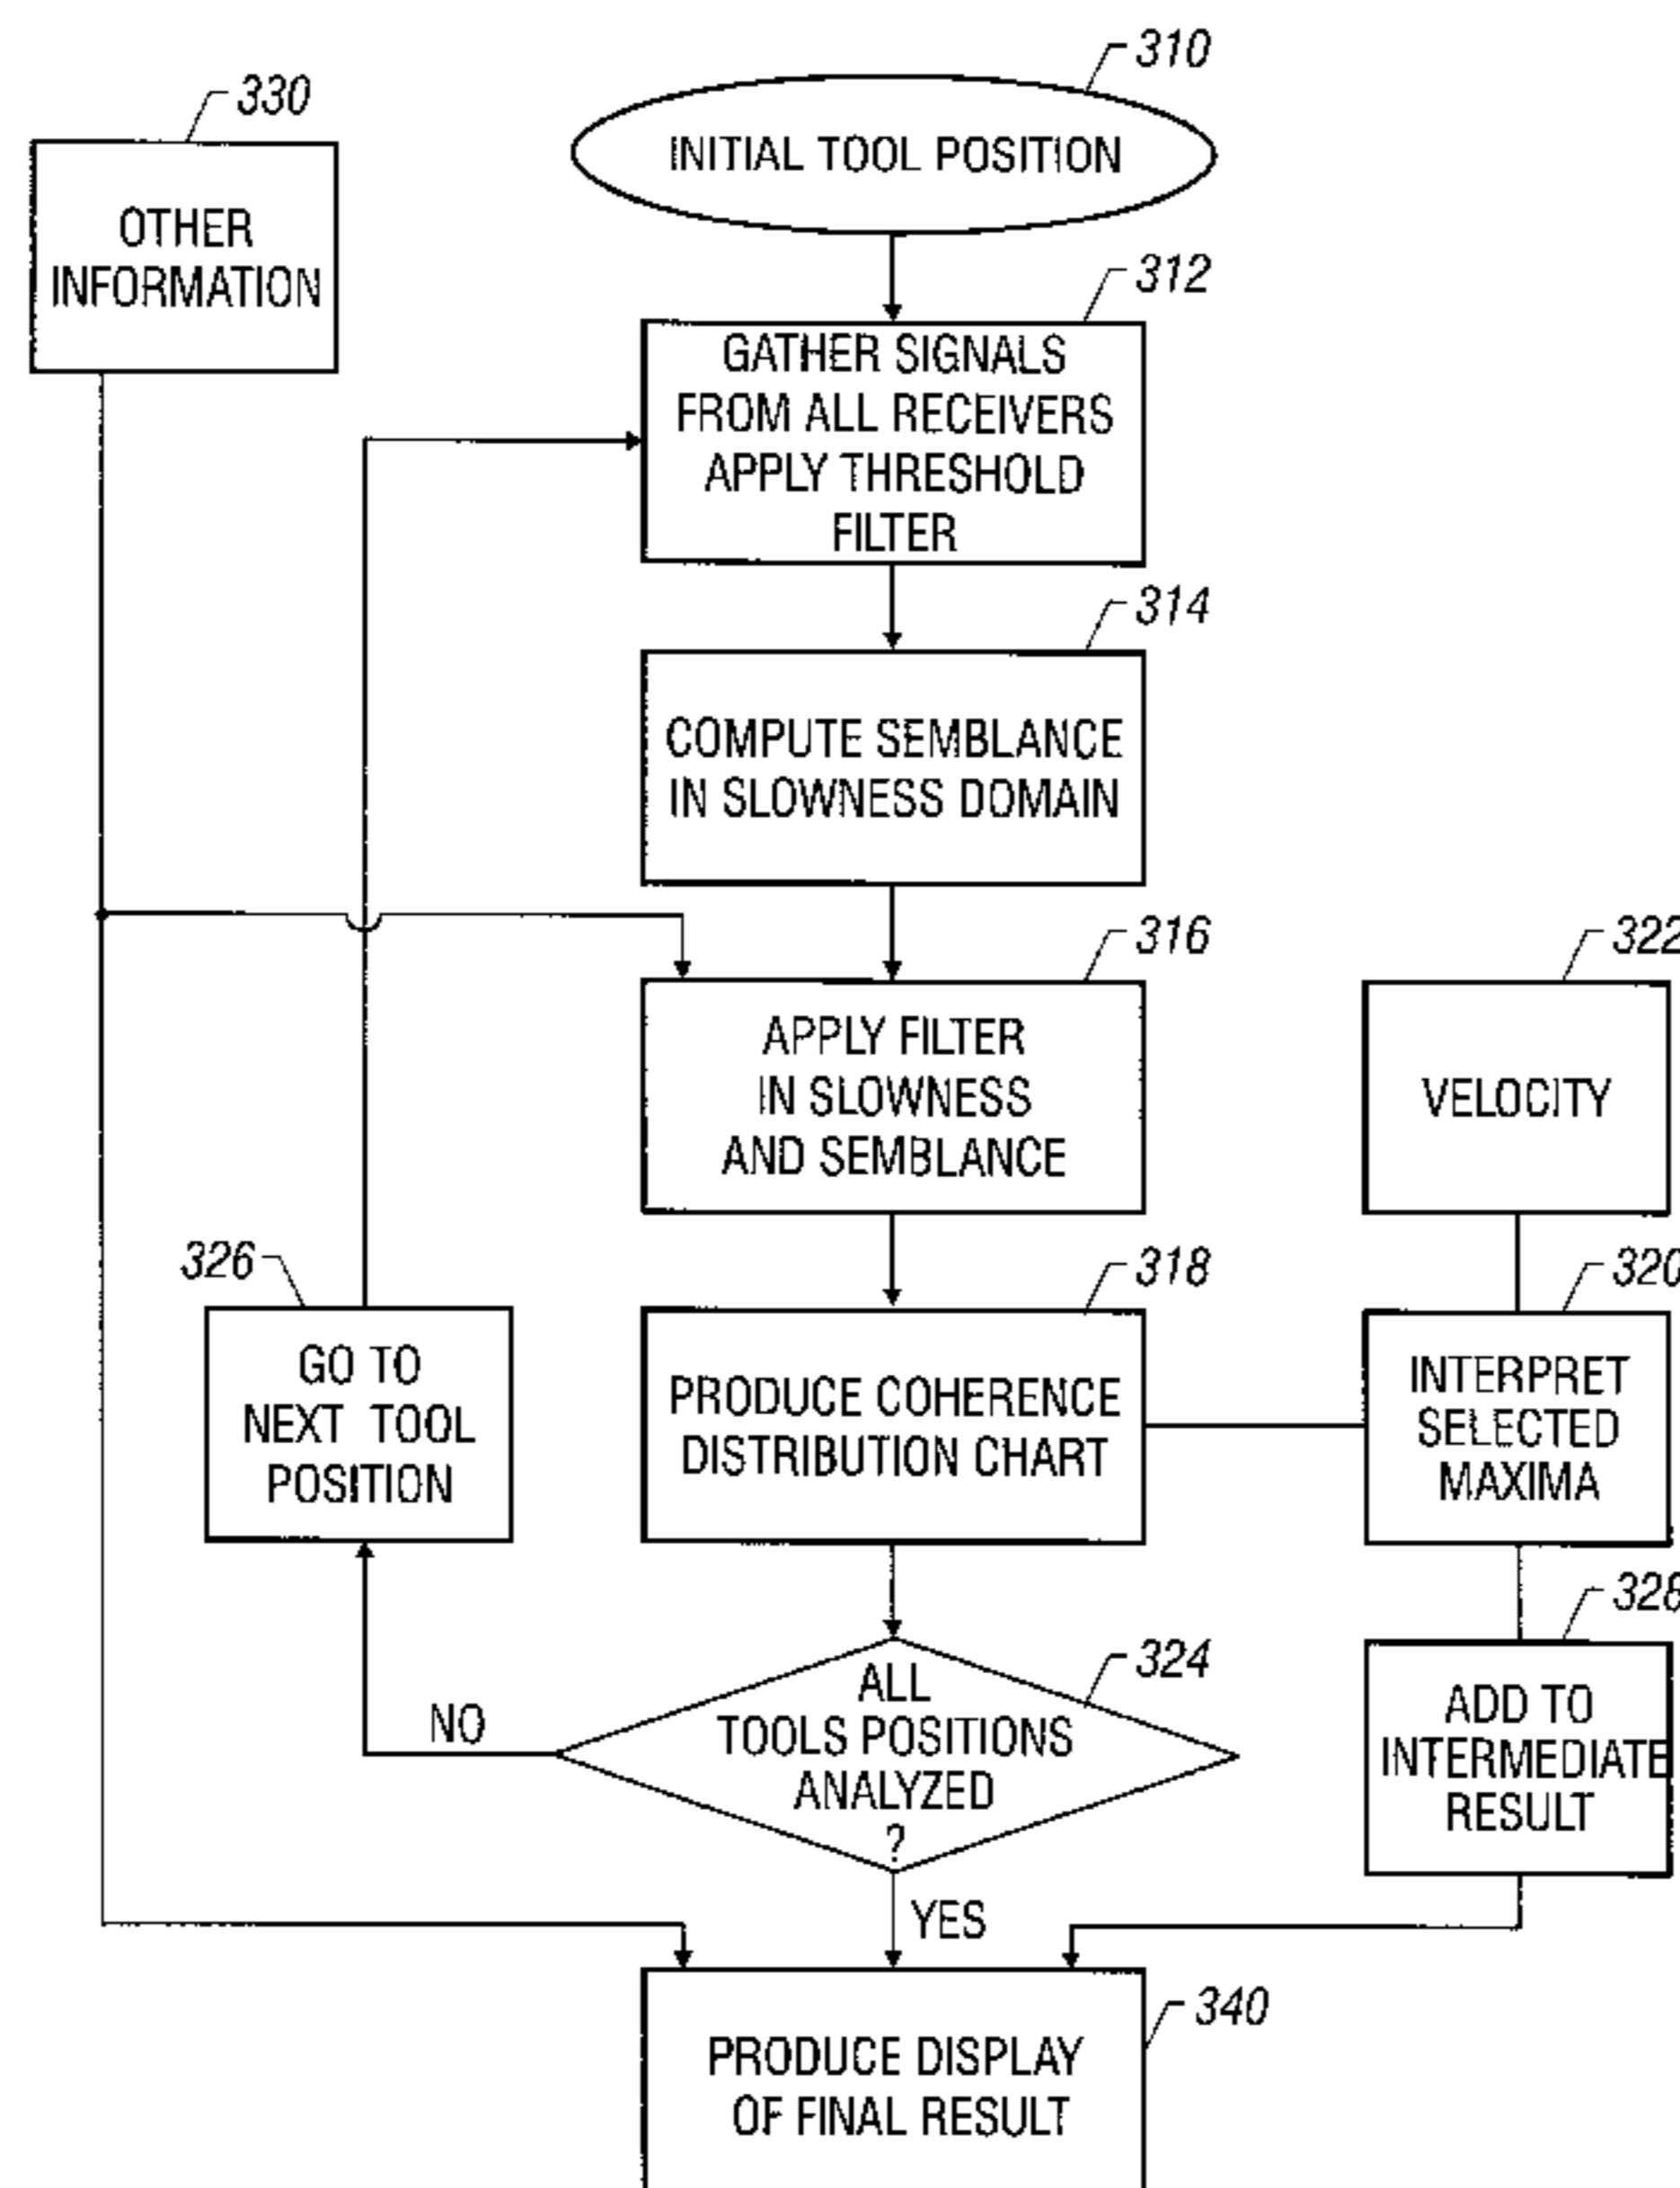 310
INITIAL TOOL POSITION
330
OTHER
INFORMATION
312
GATHER SIGNALS
FROM ALL RECEIVERS
APPLY THRESHOLD
FILTER
314
COMPUTE SEMBLANCE
IN SLOWNESS DOMAIN
316
APPLY FILTER
IN SLOWNESS
AND SEMBLANCE
322
VELOCITY
326
GO TO
NEXT TOOL
POSITION
318
PRODUCE COHERENCE
DISTRIBUTION CHART
320
INTERPRET
SELECTED
MAXIMA
324
ALL
TOOLS POSITIONS
ANALYZED
?
NO
YES
328
ADD TO
INTERMEDIATE
RESULT
340
PRODUCE DISPLAY
OF FINAL RESULT